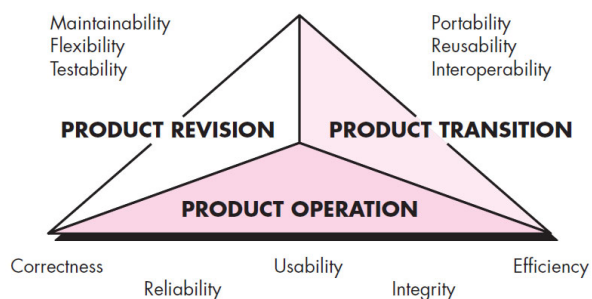 Maintainability
Flexibility
Testability
Portability
Reusability
Interoperability
PRODUCT REVISION
PRODUCT TRANSITION
PRODUCT OPERATION
Correctness
Reliability
Usability
Integrity
Efficiency